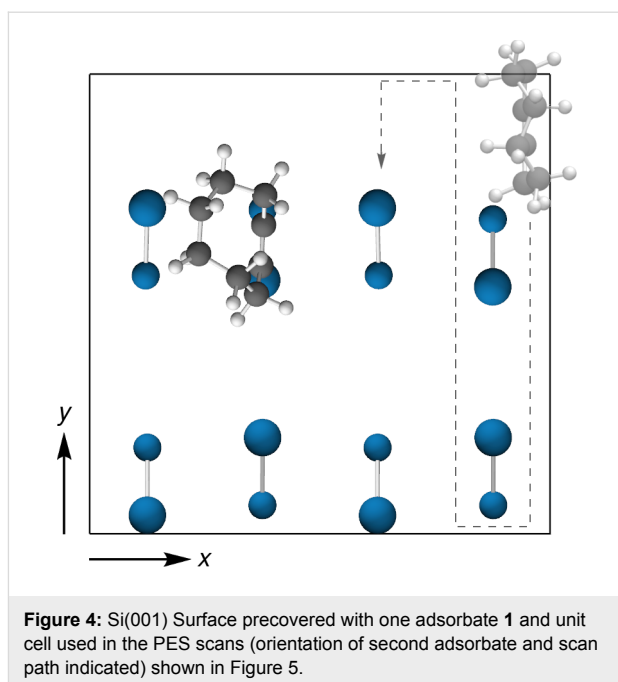 y
x
Figure 4: Si(001) Surface precovered with one adsorbate 1 and unit
cell used in the PES scans (orientation of second adsorbate and scan
path indicated) shown in Figure 5.